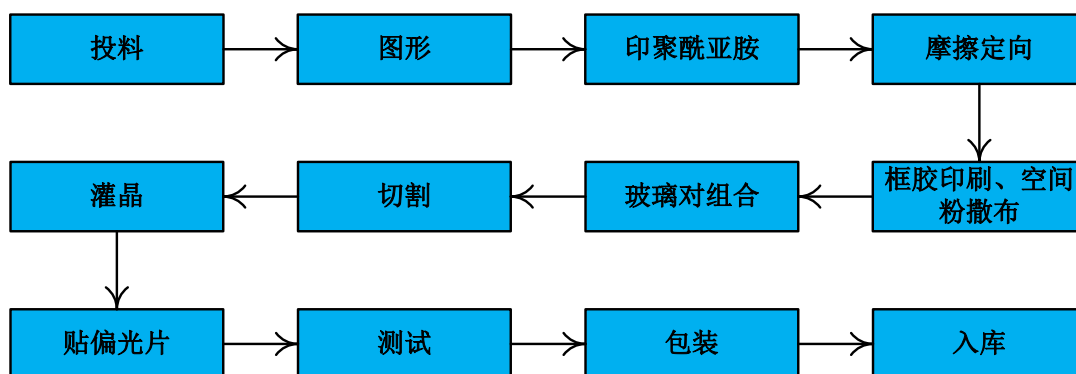 投料
图形
印聚酰亚胺
摩擦定向
框胶印刷、空间
粉撒布
玻璃对组合
切割
灌晶
贴偏光片
测试
包装
入库